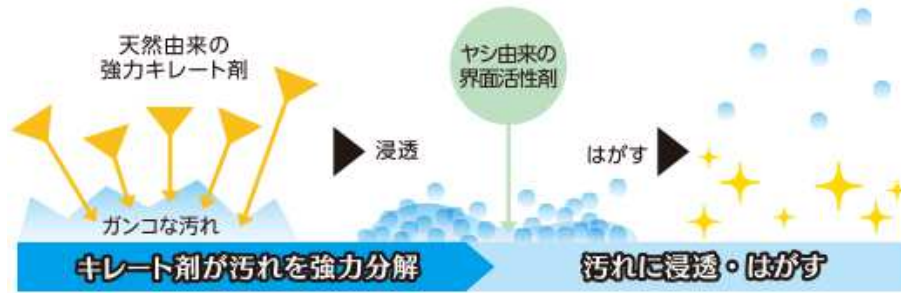 天然由来の
強力キレート剤
ガンコな汚れ
浸透
ヤシ由来の
界面活性剤
はがす
キレート剤が汚れを強力分解
汚れに浸透・はがす